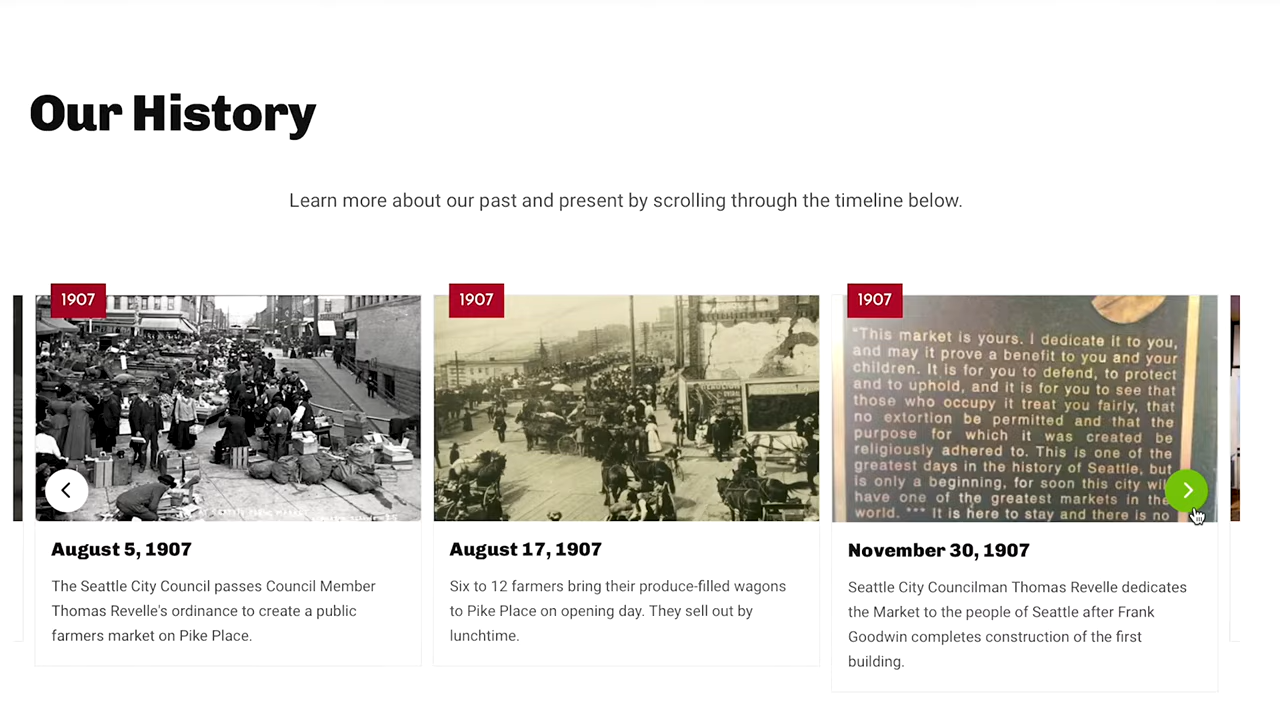 Our History
Learn more about our past and present by scrolling through the timeline below.
1907
August 5, 1907
The Seattle City Council passes Council Member
Thomas Revelle's ordinance to create a public
farmers market on Pike Place.
1907
August 17, 1907
Six to 12 farmers bring their produce-filled wagons
to Pike Place on opening day. They sell out by
lunchtime.
1907
"This market is yours. I dedicate it to you,
and may it prove a benefit to you and your
children. It is for you to defend, to protect
and to uphold, and it is for you to see that
those who occupy it treat you fairly, that
no extortion be permitted and that the
purpose for which it was created be
religiously adhered to. This is one of the
greatest days in the history of Seattle, but
is only a beginning, for soon this city will
have one of the greatest markets in the
world. *** It is here to stay and there is no
November 30, 1907
Seattle City Councilman Thomas Revelle dedicates
the Market to the people of Seattle after Frank
Goodwin completes construction of the first
building.